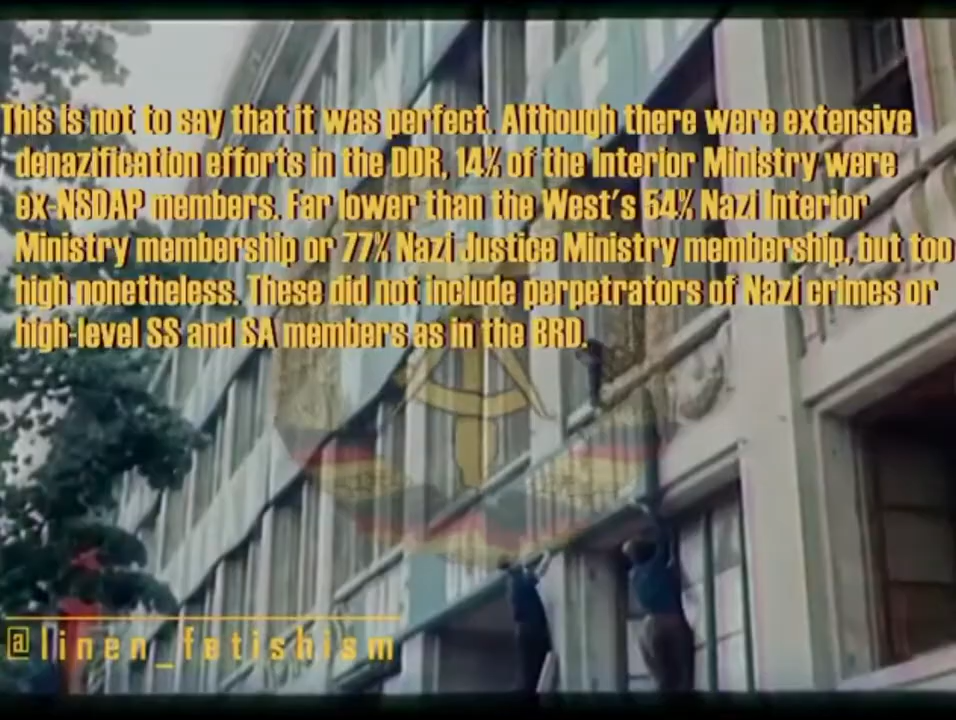 This is not to say that it was perfect. Although there were extensive
denazification efforts in the DDR, 14% of the Interior Ministry were
ex-NSDAP members. Far lower than the West's 54% Nazi Interior
Ministry membership or 77% Nazi Justice Ministry membership, but too
high nonetheless. These did not include perpetrators of Nazi crimes or
high-level SS and SA members as in the BRD.
@linen_fetishism